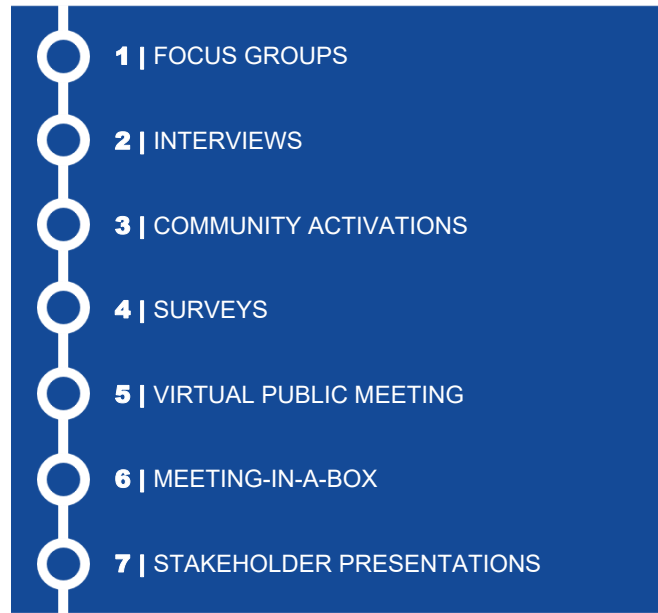 1 | FOCUS GROUPS
2 | INTERVIEWS
3 | COMMUNITY ACTIVATIONS
4 | SURVEYS
5 | VIRTUAL PUBLIC MEETING
6 | MEETING-IN-A-BOX
7 | STAKEHOLDER PRESENTATIONS